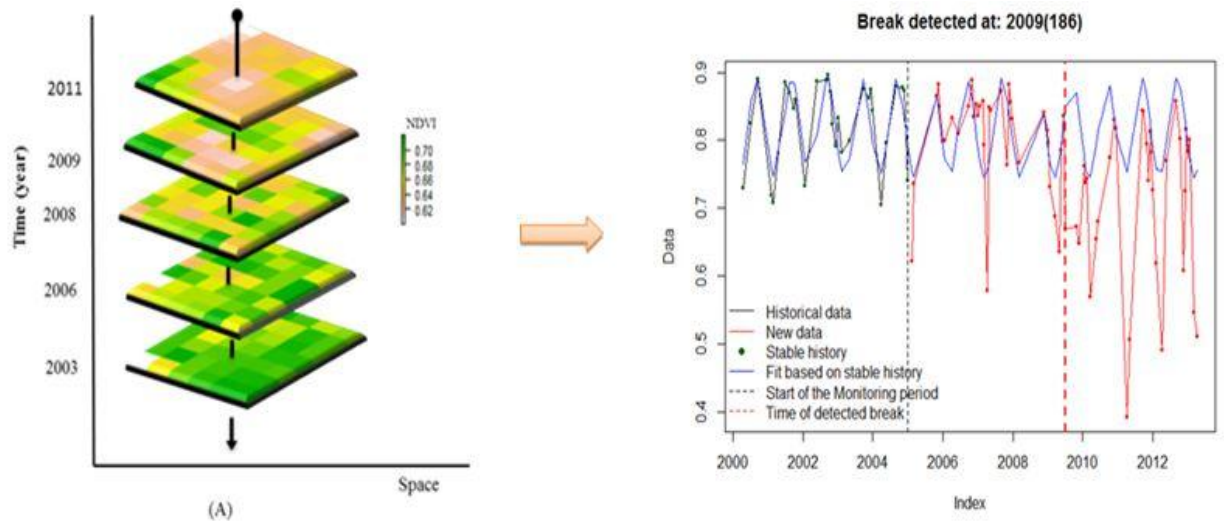 Time (year)
2011
2009
2008
2006
2003
NDVI
0.70
0.68
0.66
0.64
0.62
Space
(A)
Break detected at: 2009(186)
Data
0.9
0.8
0.7
0.6
0.5
0.4
Historical data
New data
Stable history
Fit based on stable history
Start of the Monitoring period
Time of detected break
2000 2002 2004 2006 2008 2010 2012
Index